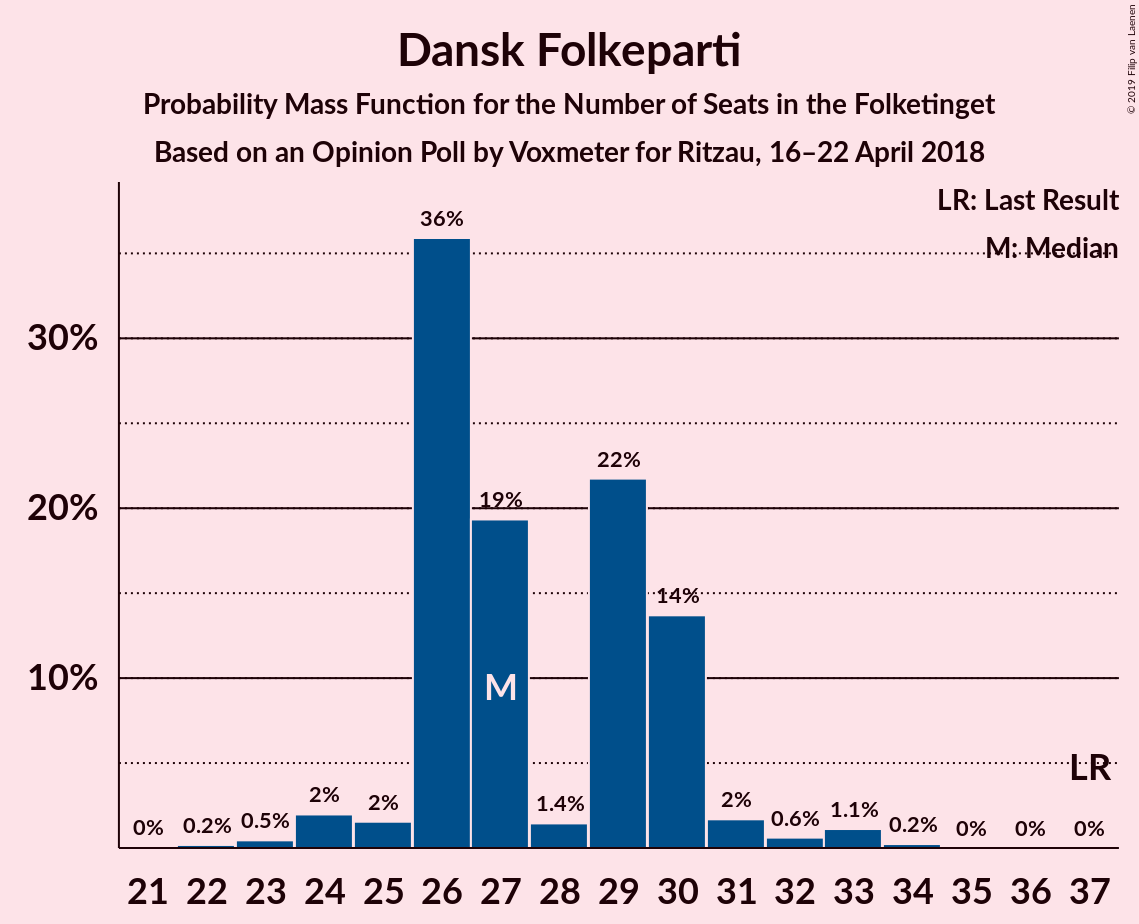 Dansk Folkeparti
Probability Mass Function for the Number of Seats in the Folketinget
Based on an Opinion Poll by Voxmeter for Ritzau, 16–22 April 2018
© 2019 Filip van Laenen
LR: Last Result
M: Median
30%
20%
10%
0%
0.2%
0.5%
2%
2%
36%
19%
1.4%
22%
14%
2%
0.6%
1.1%
0.2%
0%
0%
0%
M
LR
21 22 23 24 25 26 27 28 29 30 31 32 33 34 35 36 37